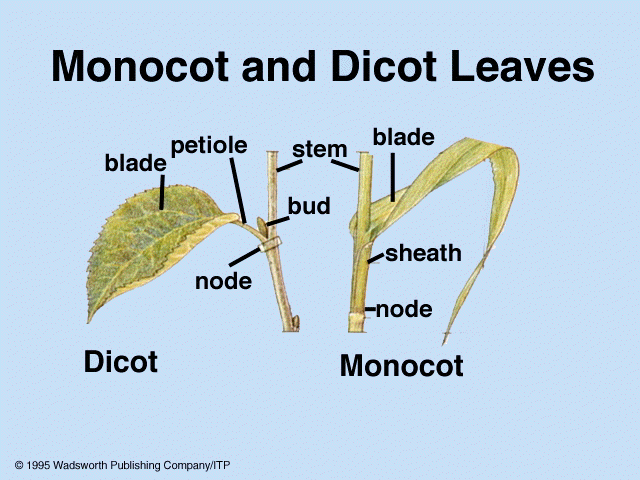 Monocot and Dicot Leaves
blade
petiole
stem
blade
bud
sheath
node
node
Dicot
Monocot
© 1995 Wadsworth Publishing Company/ITP